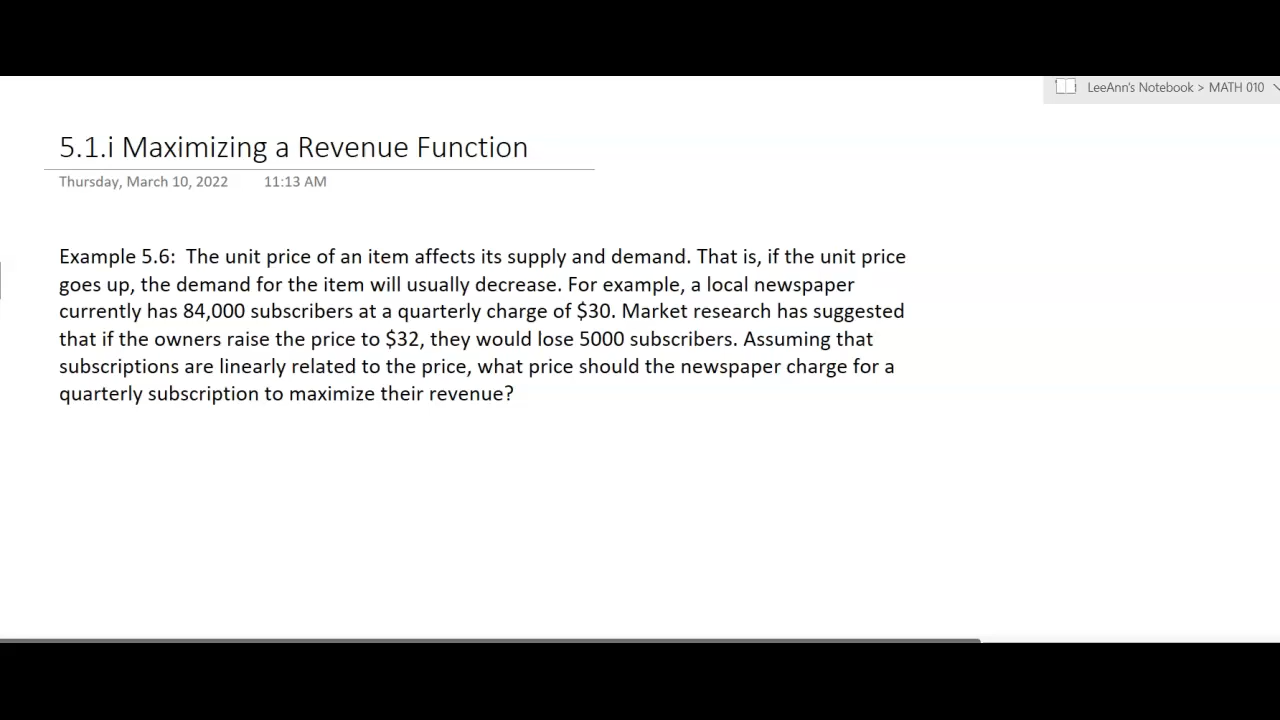 LeeAnn's Notebook > MATH 010
5.1.i Maximizing a Revenue Function
Thursday, March 10, 2022 11:13 AM
Example 5.6: The unit price of an item affects its supply and demand. That is, if the unit price
goes up, the demand for the item will usually decrease. For example, a local newspaper
currently has 84,000 subscribers at a quarterly charge of $30. Market research has suggested
that if the owners raise the price to $32, they would lose 5000 subscribers. Assuming that
subscriptions are linearly related to the price, what price should the newspaper charge for a
quarterly subscription to maximize their revenue?